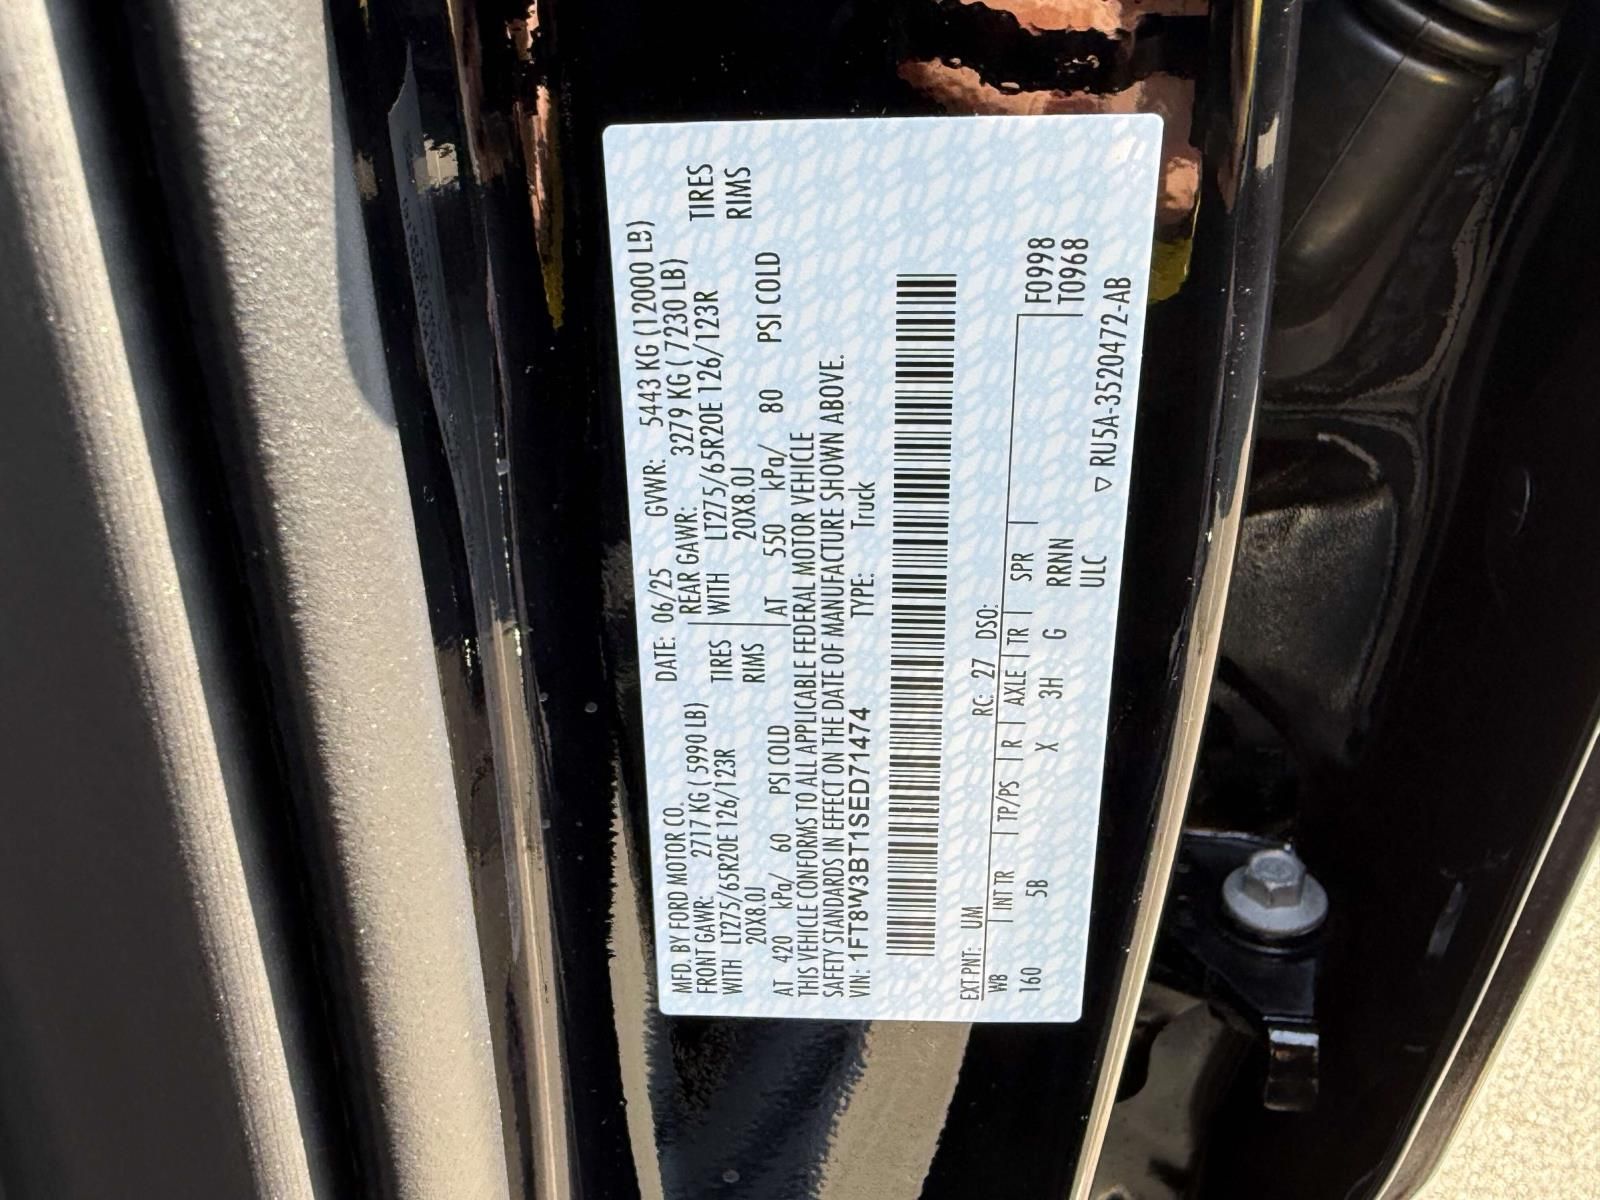 MFD. BY FORD MOTOR CO.
DATE: 06/25 GVWR: 5443 KG (12000 LB)
FRONT GAWR: 2717 KG ( 5990 LB)
REAR GAWR: 3279 KG ( 7230 LB)
WITH LT275/65R20E 126/123R TIRES
WITH LT275/65R20E 126/123R TIRES
20X8.0J RIMS
20X8.0J RIMS
AT 420 kPa/ 60 PSI COLD
AT 550 kPa/ 80 PSI COLD
THIS VEHICLE CONFORMS TO ALL APPLICABLE FEDERAL MOTOR VEHICLE
SAFETY STANDARDS IN EFFECT ON THE DATE OF MANUFACTURE SHOWN ABOVE.
VIN: 1FT8W3BT1SED71474 TYPE: Truck
EXT PNT: UM RC: 27 DSO:
WB INT TR TP/PS R AXLE TR SPR F0998
T0968
160 5B X 3H G RRNN
ULC
▽ RU5A-3520472-AB